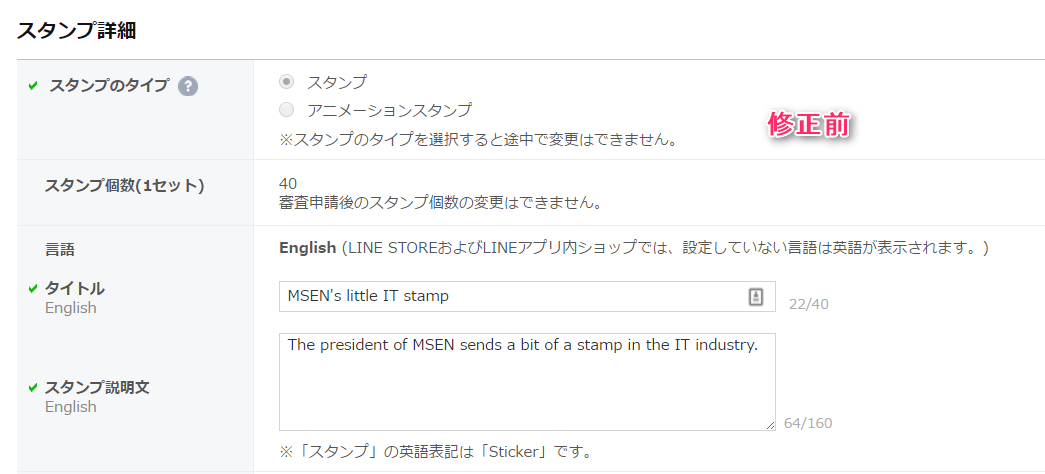 スタンプ詳細
スタンプのタイプ ?
スタンプ
アニメーションスタンプ
※スタンプのタイプを選択すると途中で変更はできません。
修正前
スタンプ個数(1セット)
40
審査申請後のスタンプ個数の変更はできません。
言語
English (LINE STOREおよびLINEアプリ内ショップでは、設定していない言語は英語が表示されます。)
タイトル
English
MSEN's little IT stamp
22/40
スタンプ説明文
English
The president of MSEN sends a bit of a stamp in the IT industry.
64/160
※「スタンプ」の英語表記は「Sticker」です。